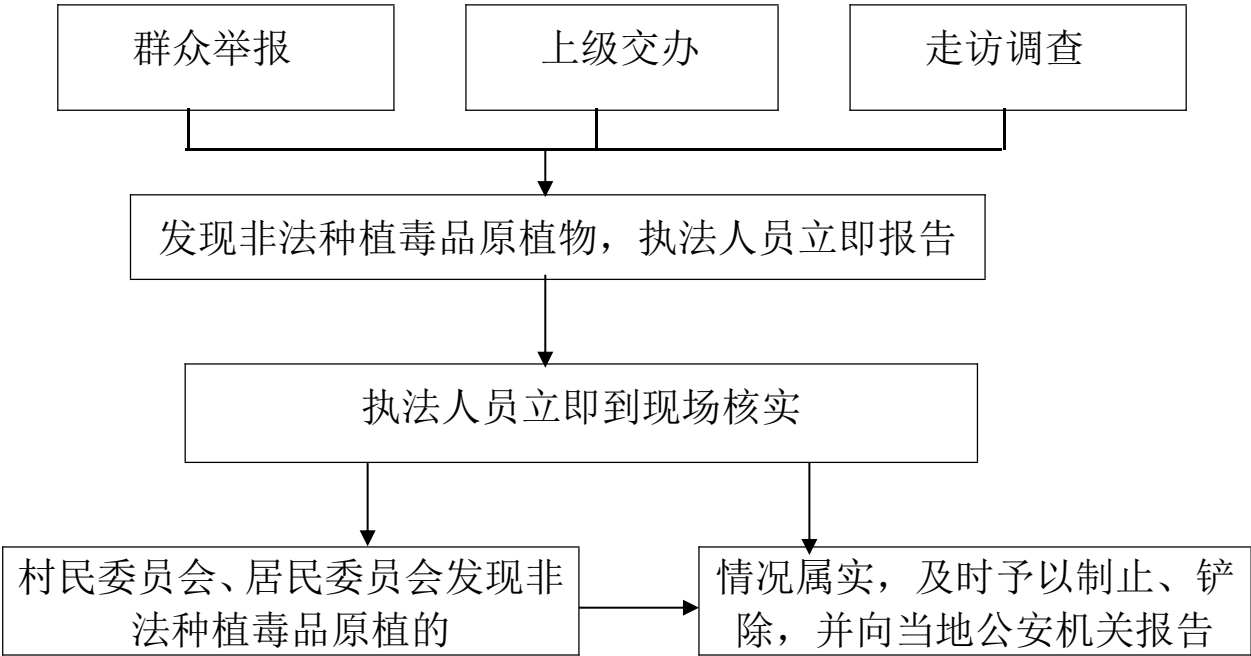 群众举报
上级交办
走访调查
发现非法种植毒品原植物，执法人员立即报告
执法人员立即到现场核实
村民委员会、居民委员会发现非
法种植毒品原植的
情况属实，及时予以制止、铲
除，并向当地公安机关报告